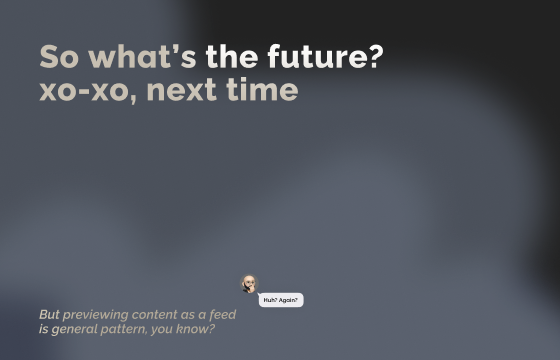 So what’s the future?
xo-xo, next time
Huh? Again?
But previewing content as a feed
is general pattern, you know?